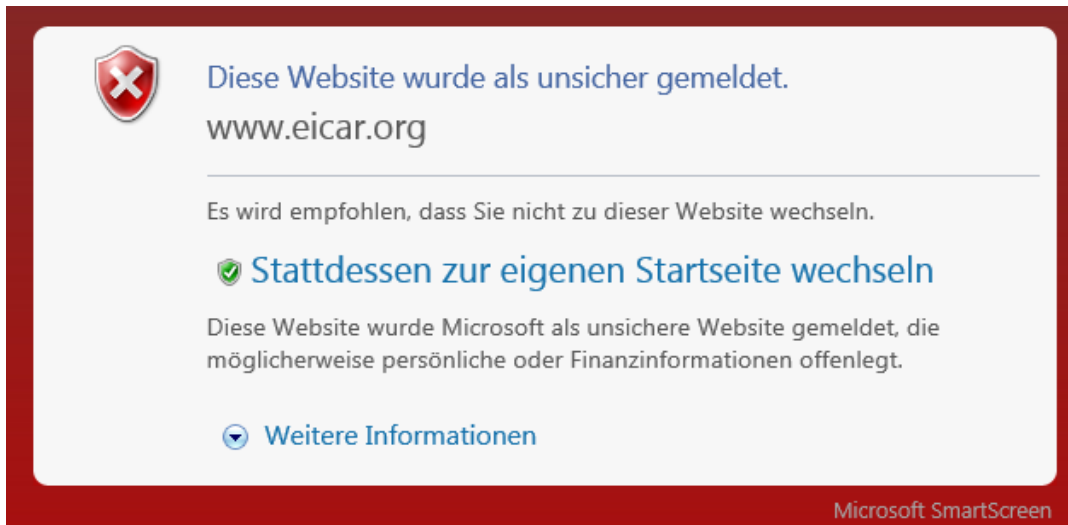 Diese Website wurde als unsicher gemeldet.
www.eicar.org
Es wird empfohlen, dass Sie nicht zu dieser Website wechseln.
Stattdessen zur eigenen Startseite wechseln
Diese Website wurde Microsoft als unsichere Website gemeldet, die
möglicherweise persönliche oder Finanzinformationen offenlegt.
Weitere Informationen
Microsoft SmartScreen